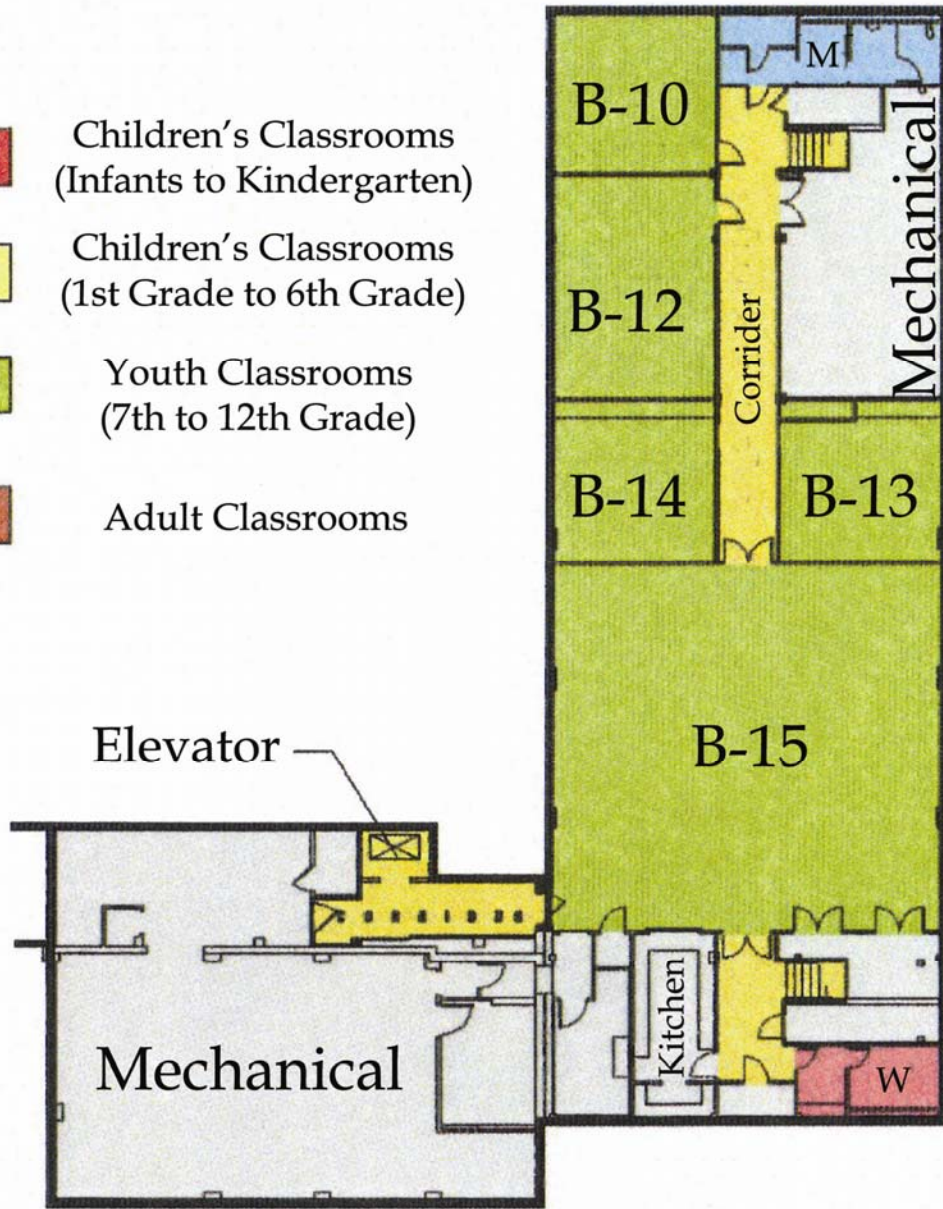 Children's Classrooms
(Infants to Kindergarten)
Children's Classrooms
(1st Grade to 6th Grade)
Youth Classrooms
(7th to 12th Grade)
Adult Classrooms
B-10
M
Mechanical
B-12
Corrider
B-14
B-13
B-15
Elevator
Mechanical
Kitchen
W